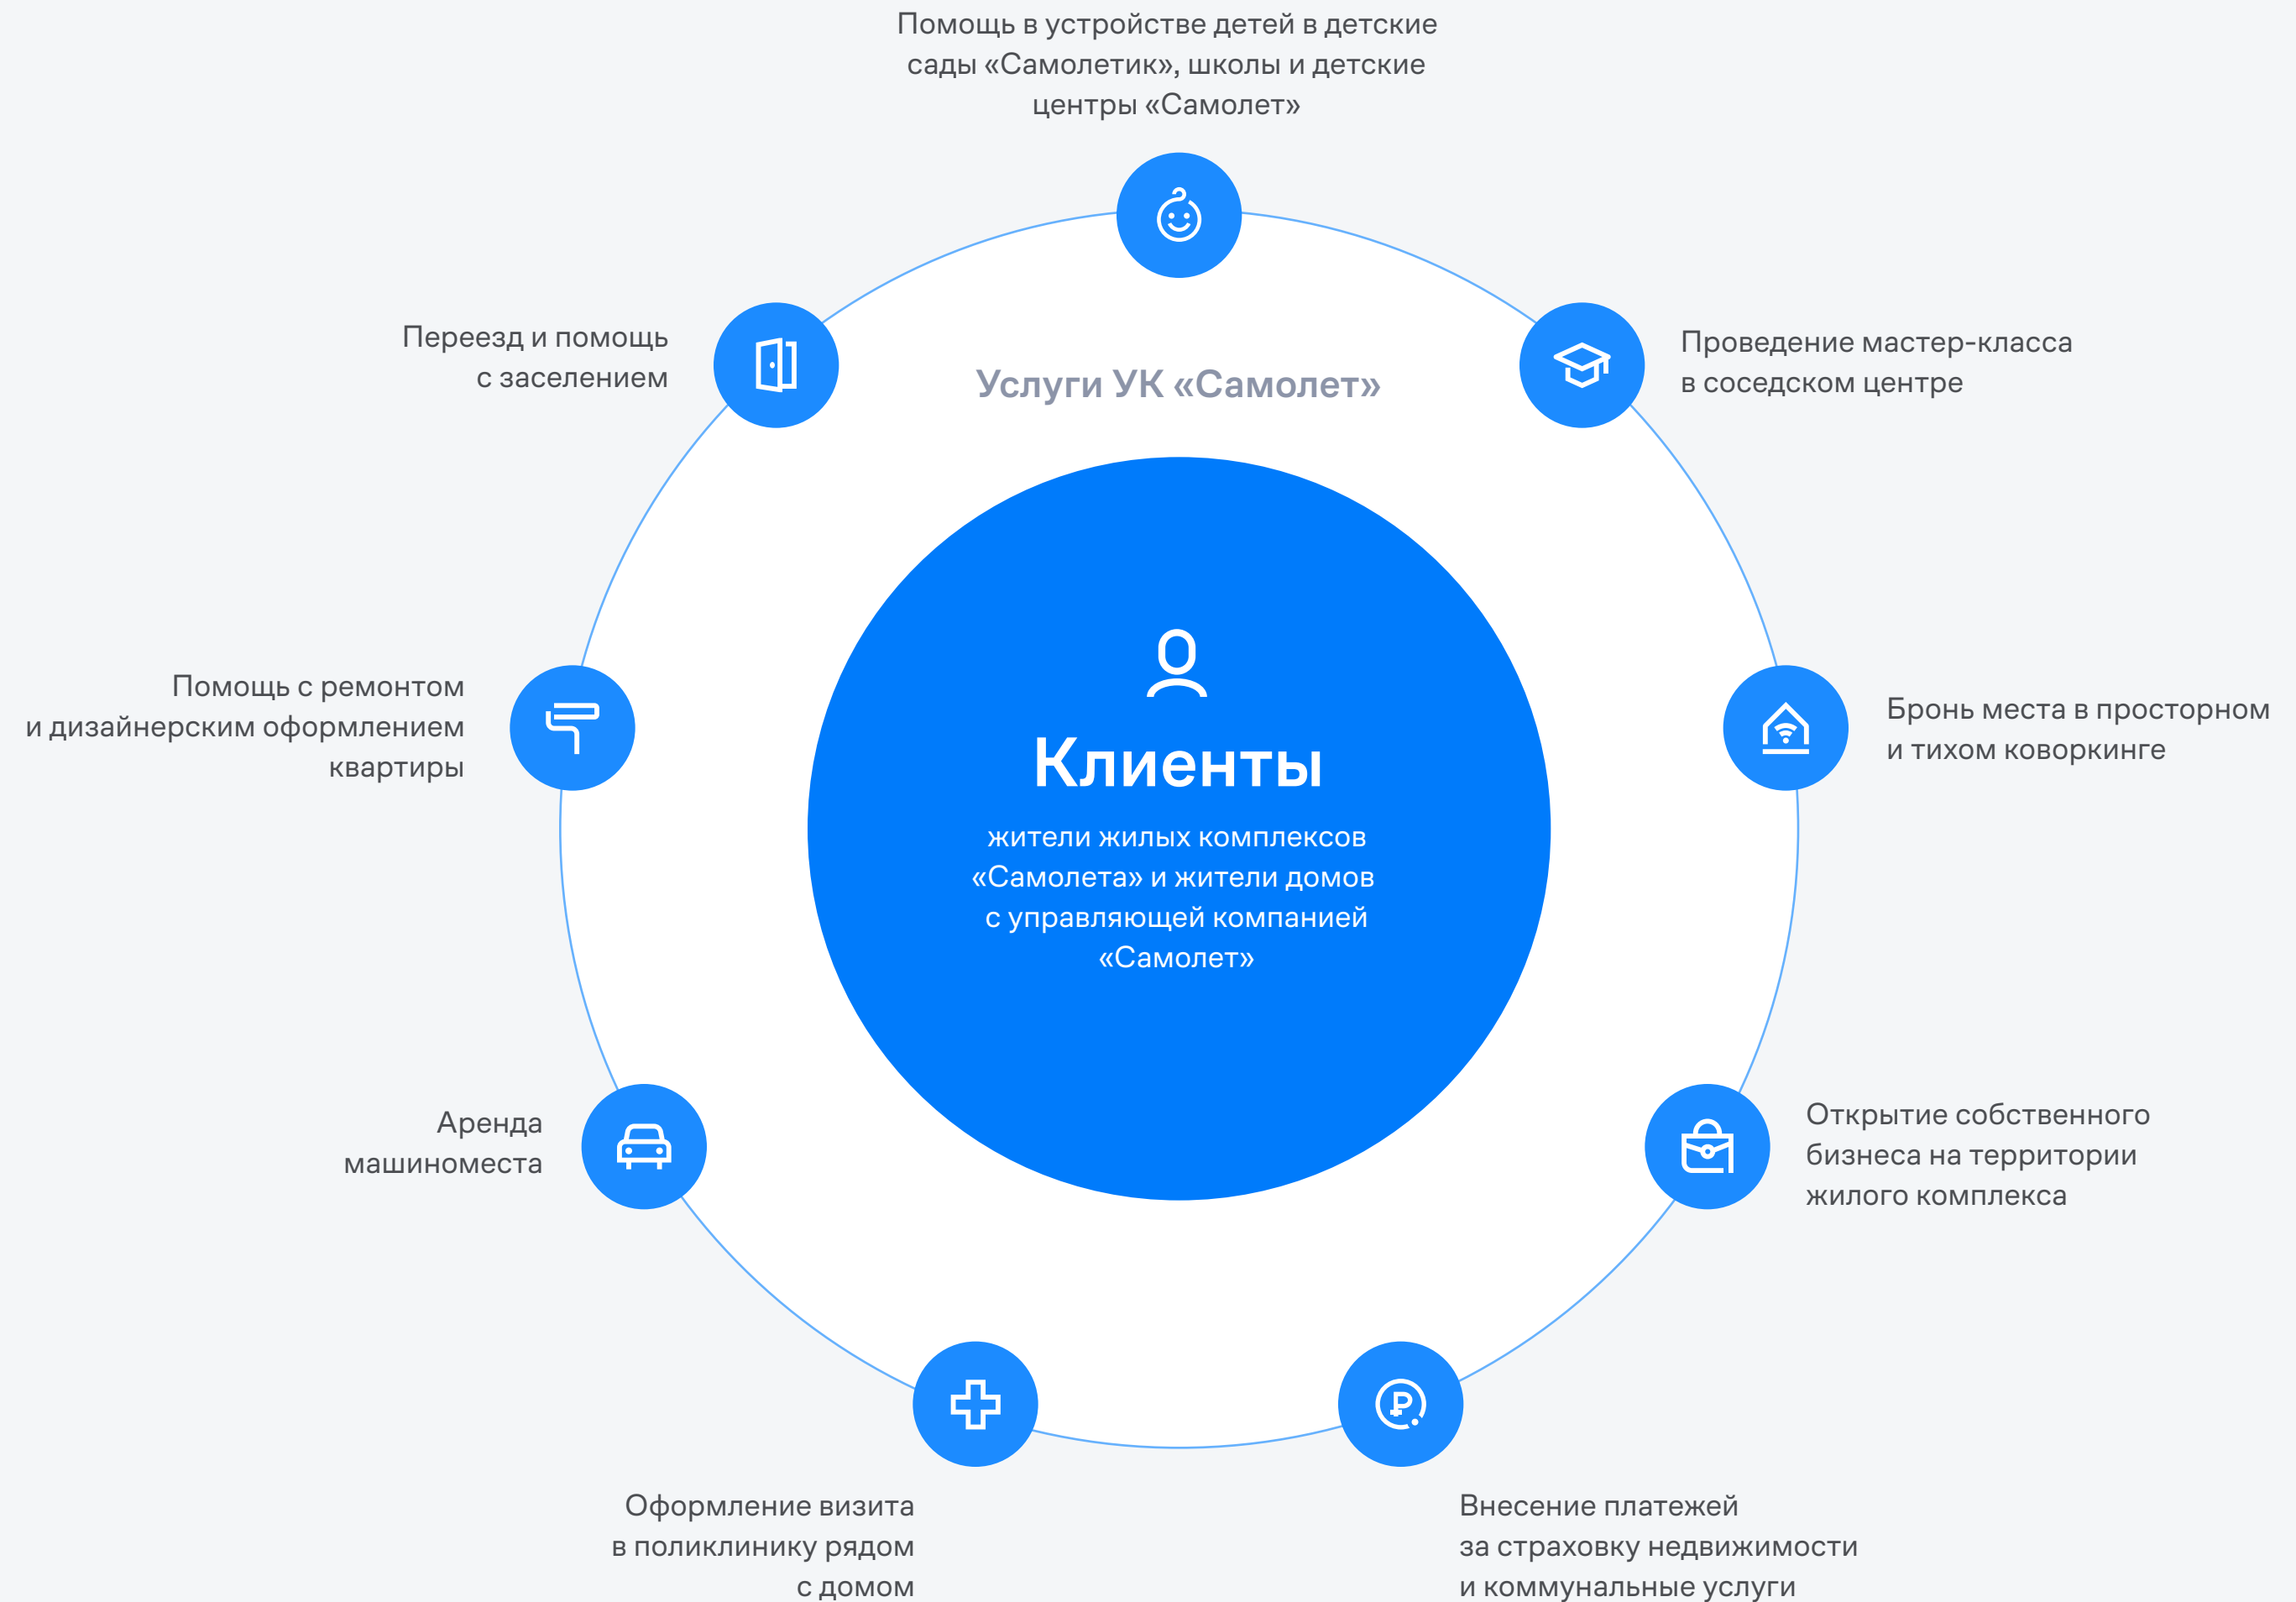 Помощь в устройстве детей в детские
сады «Самолетик», школы и детские
центры «Самолет»
Переезд и помощь
с заселением
Услуги УК «Самолет»
Проведение мастер-класса
в соседском центре
Помощь с ремонтом
и дизайнерским оформлением
квартиры
Клиенты
жители жилых комплексов
«Самолета» и жители домов
с управляющей компанией
«Самолет»
Бронь места в просторном
и тихом коворкинге
Аренда
машиноместа
Открытие собственного
бизнеса на территории
жилого комплекса
Оформление визита
в поликлинику рядом
с домом
Внесение платежей
за страховку недвижимости
и коммунальные услуги